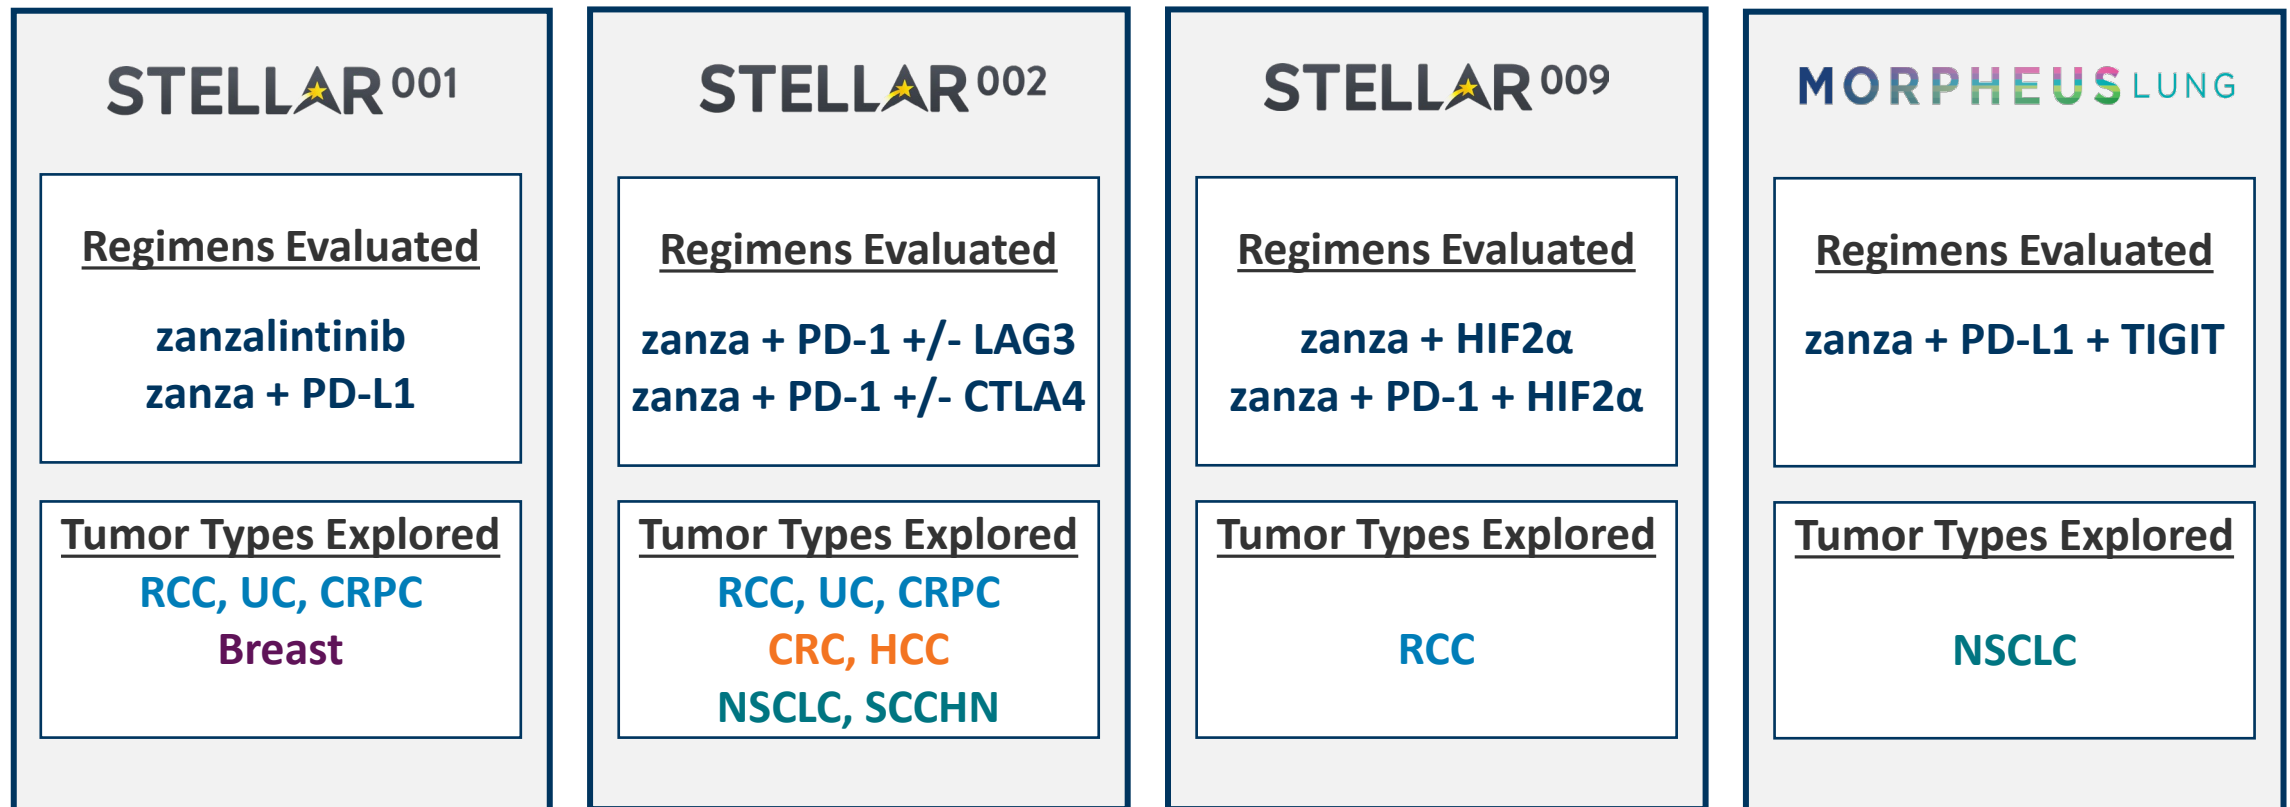 STELLAR 001
Regimens Evaluated
zanzalintinib
zanza + PD-L1
Tumor Types Explored
RCC, UC, CRPC
Breast
STELLAR 002
Regimens Evaluated
zanza + PD-1 +/- LAG3
zanza + PD-1 +/- CTLA4
Tumor Types Explored
RCC, UC, CRPC
CRC, HCC
NSCLC, SCCHN
STELLAR 009
Regimens Evaluated
zanza + HIF2α
zanza + PD-1 + HIF2α
Tumor Types Explored
RCC
MORPHEUS LUNG
Regimens Evaluated
zanza + PD-L1 + TIGIT
Tumor Types Explored
NSCLC